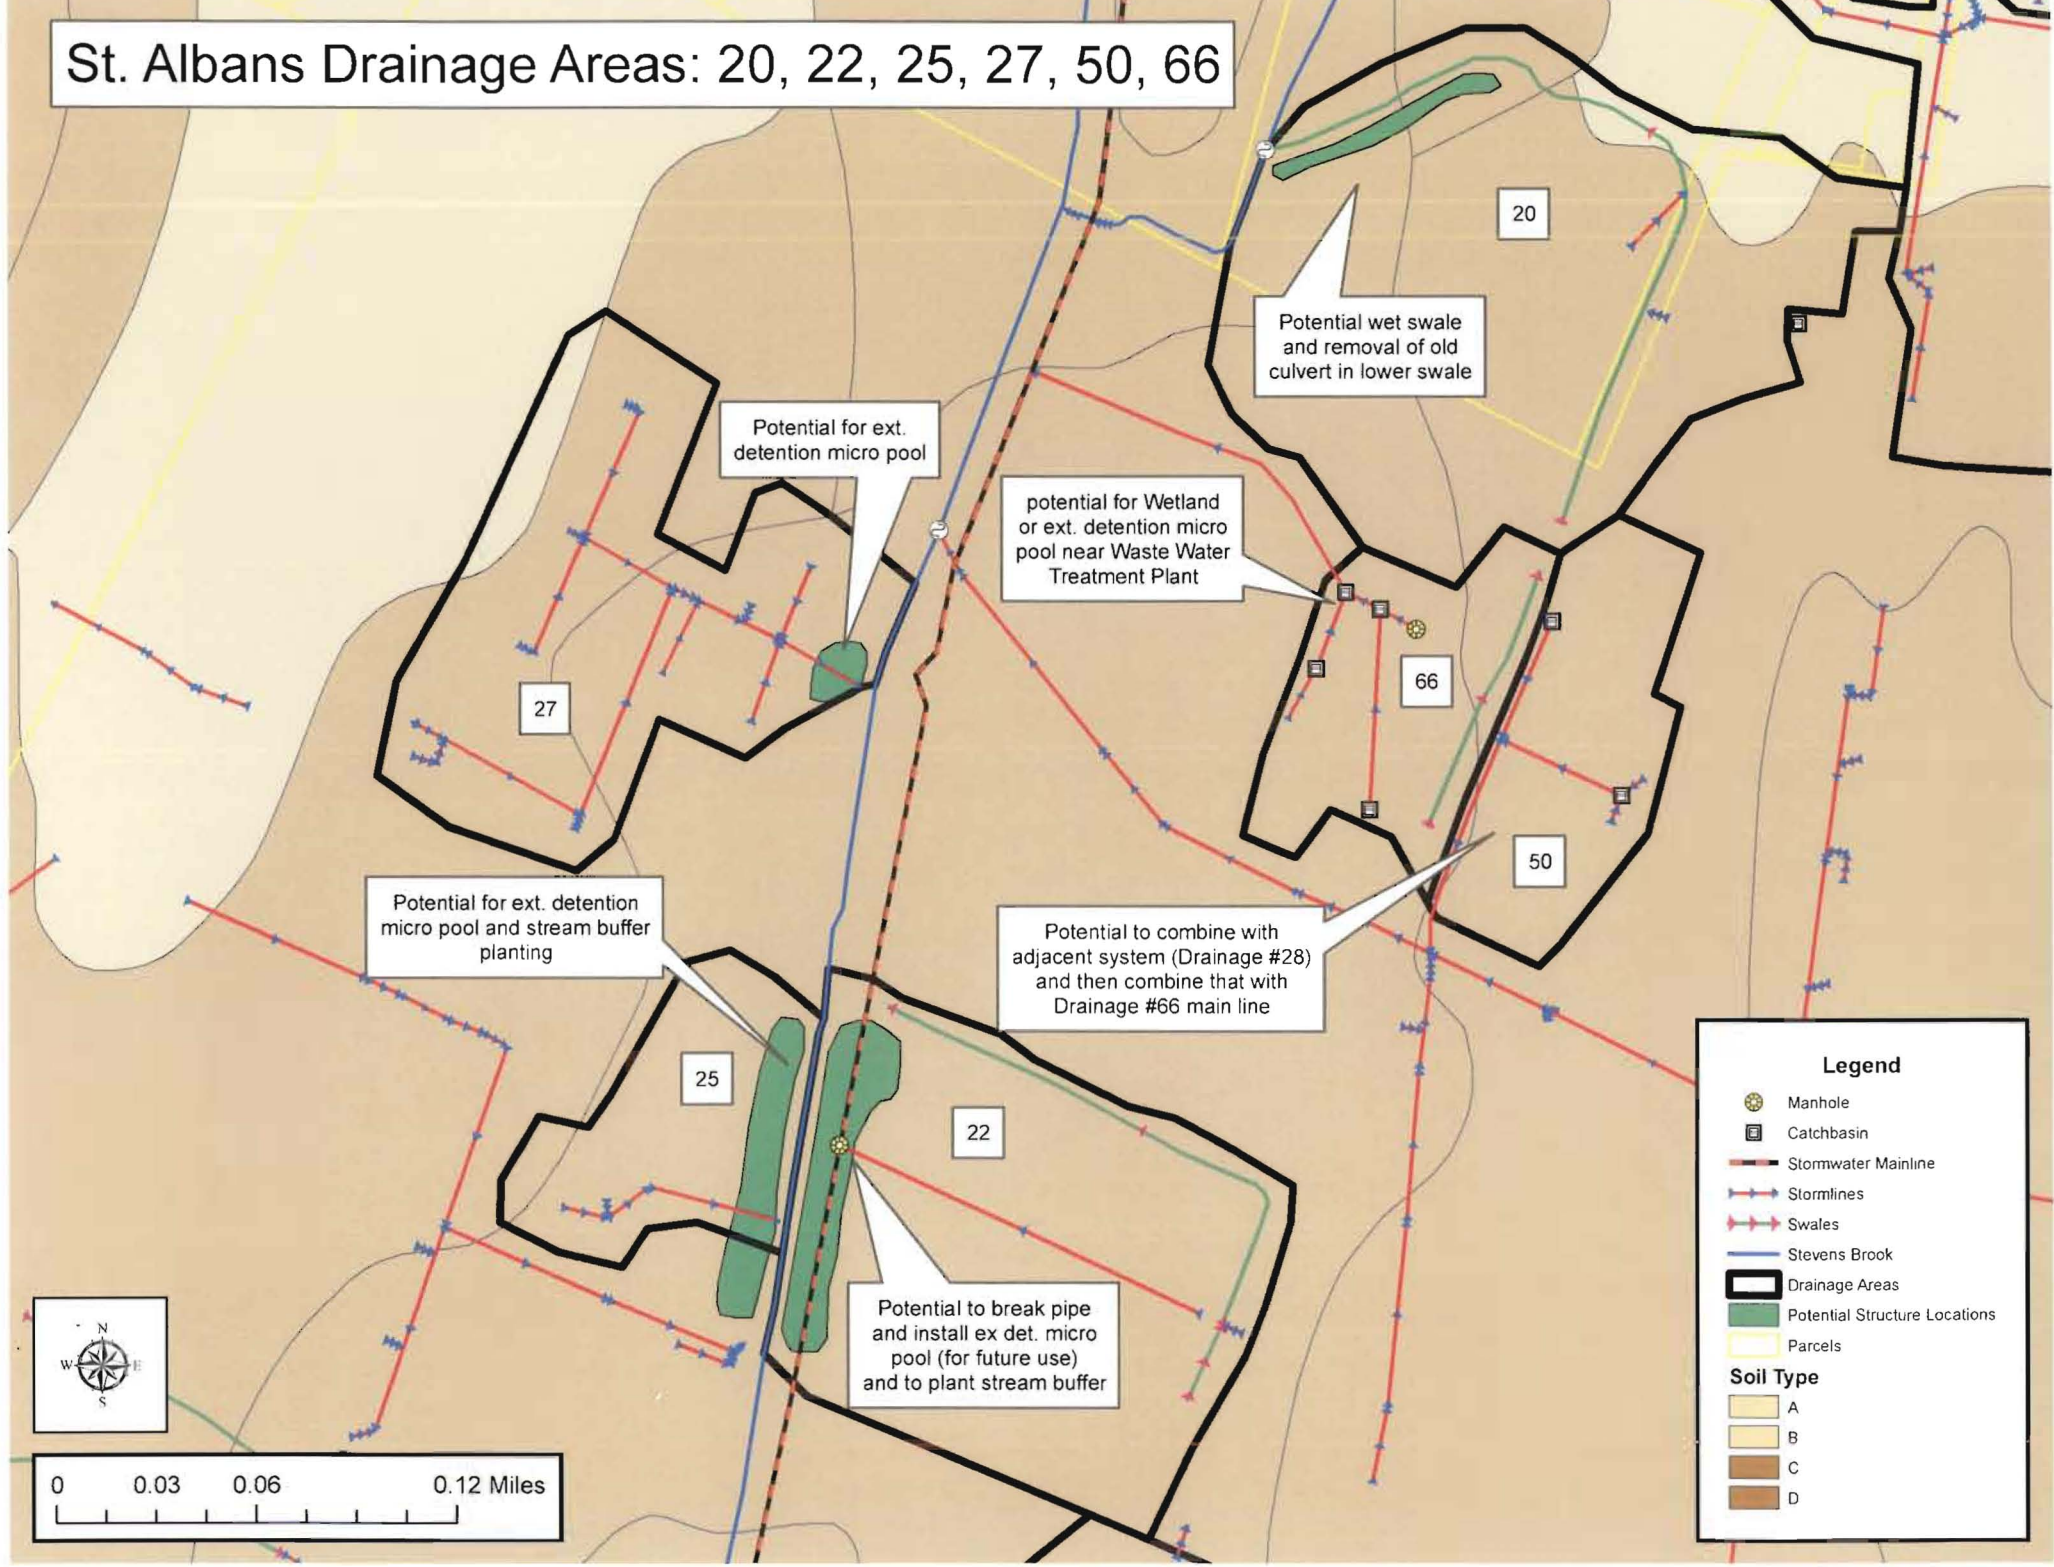 St. Albans Drainage Areas: 20, 22, 25, 27, 50, 66
20
Potential wet swale
and removal of old
culvert in lower swale
Potential for ext.
detention micro pool
potential for Wetland
or ext. detention micro
pool near Waste Water
Treatment Plant
66
27
50
Potential for ext. detention
micro pool and stream buffer
planting
Potential to combine with
adjacent system (Drainage #28)
and then combine that with
Drainage #66 main line
25
22
Potential to break pipe
and install ex det. micro
pool (for future use)
and to plant stream buffer
Legend
Manhole
Catchbasin
Stormwater Mainline
Stormlines
Swales
Stevens Brook
Drainage Areas
Potential Structure Locations
Parcels
Soil Type
A
B
C
D
N
W E
S
0 0.03 0.06 0.12 Miles